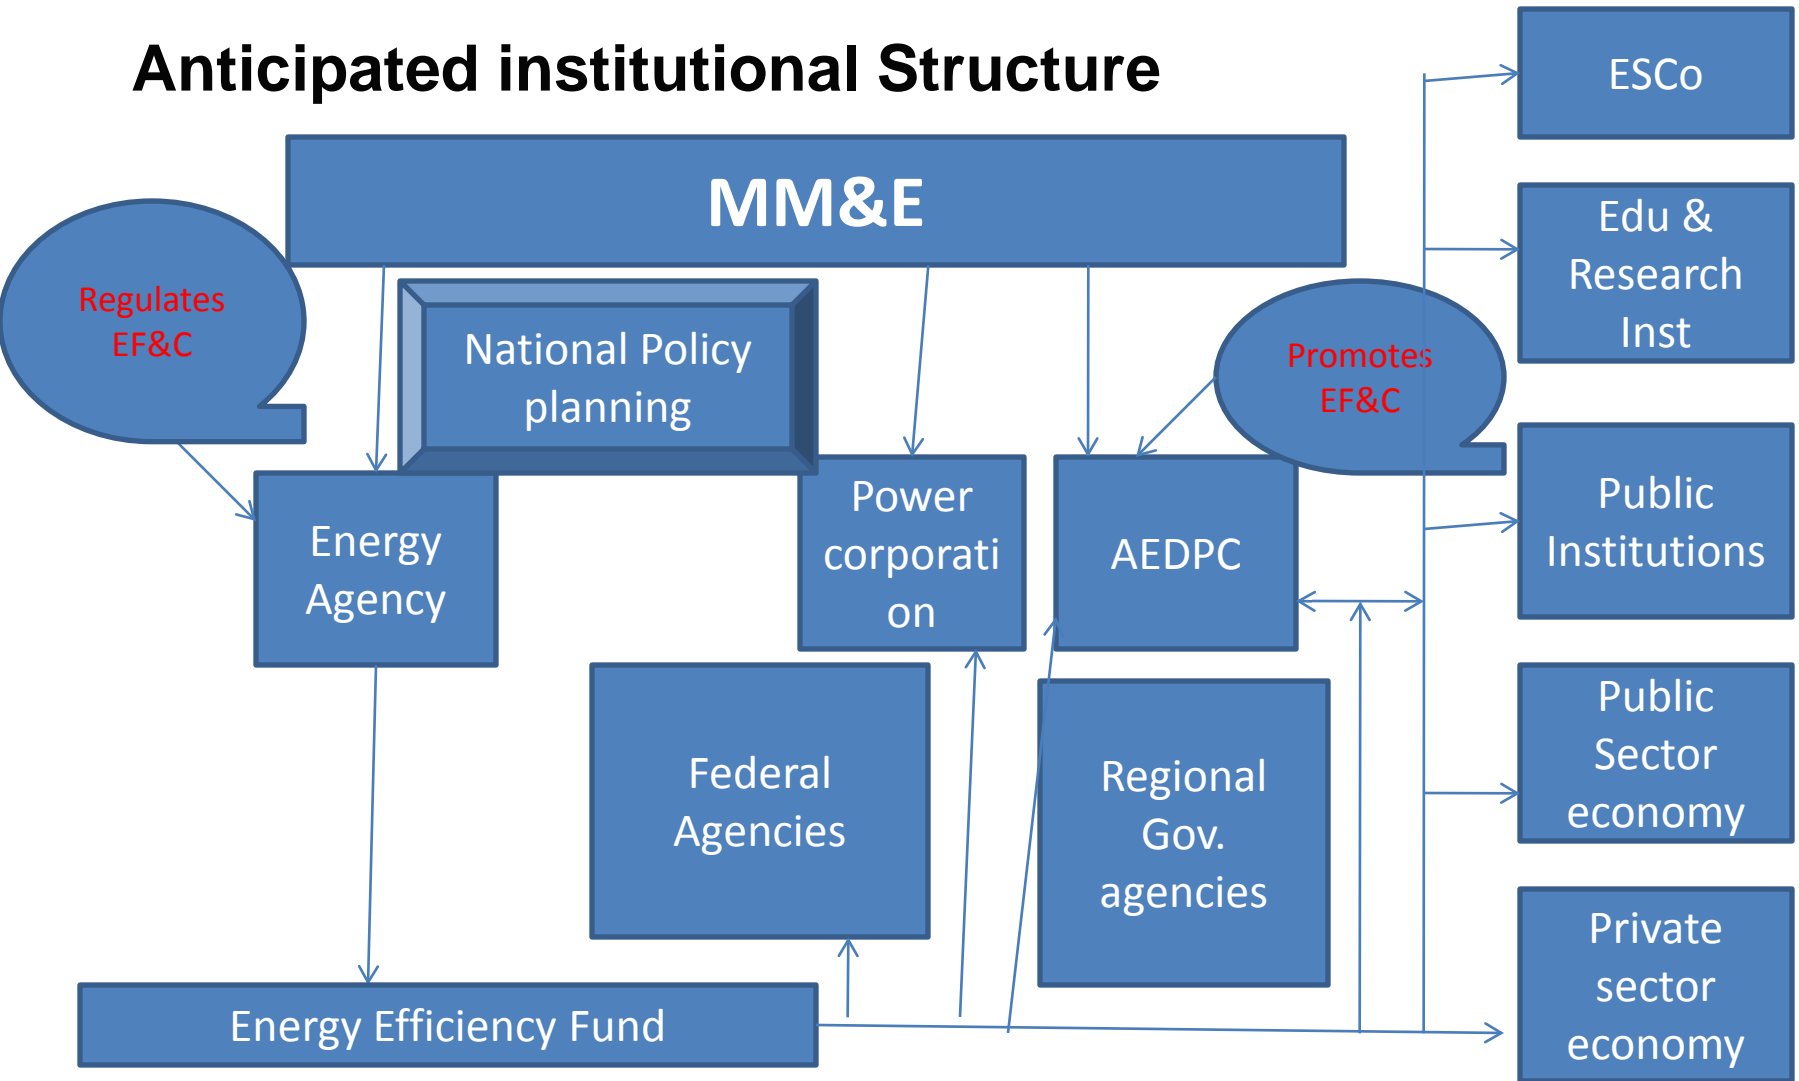 Anticipated institutional Structure
ESCo
MM&E
Edu &
Research
Inst
Regulates
EF&C
National Policy
planning
Promotes
EF&C
Power
corporati
on
Energy
Agency
AEDPC
Public
Institutions
Federal
Agencies
Regional
Gov.
agencies
Public
Sector
economy
Energy Efficiency Fund
Private
sector
economy